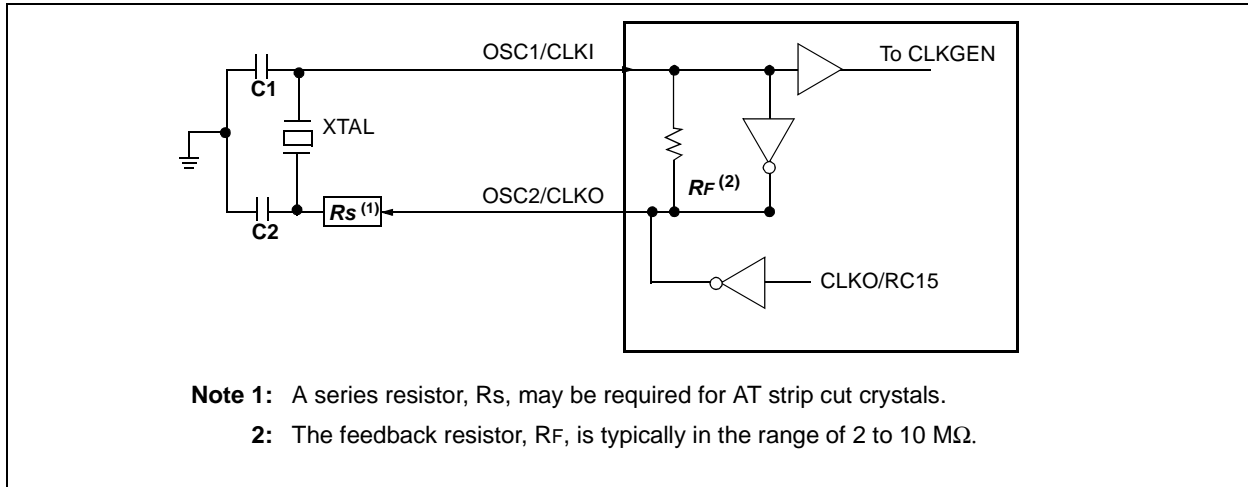 OSC1/CLKI
To CLKGEN
C1
XTAL
RF (2)
OSC2/CLKO
Rs (1)
C2
CLKO/RC15
Note 1: A series resistor, Rs, may be required for AT strip cut crystals.
2: The feedback resistor, RF, is typically in the range of 2 to 10 MΩ.